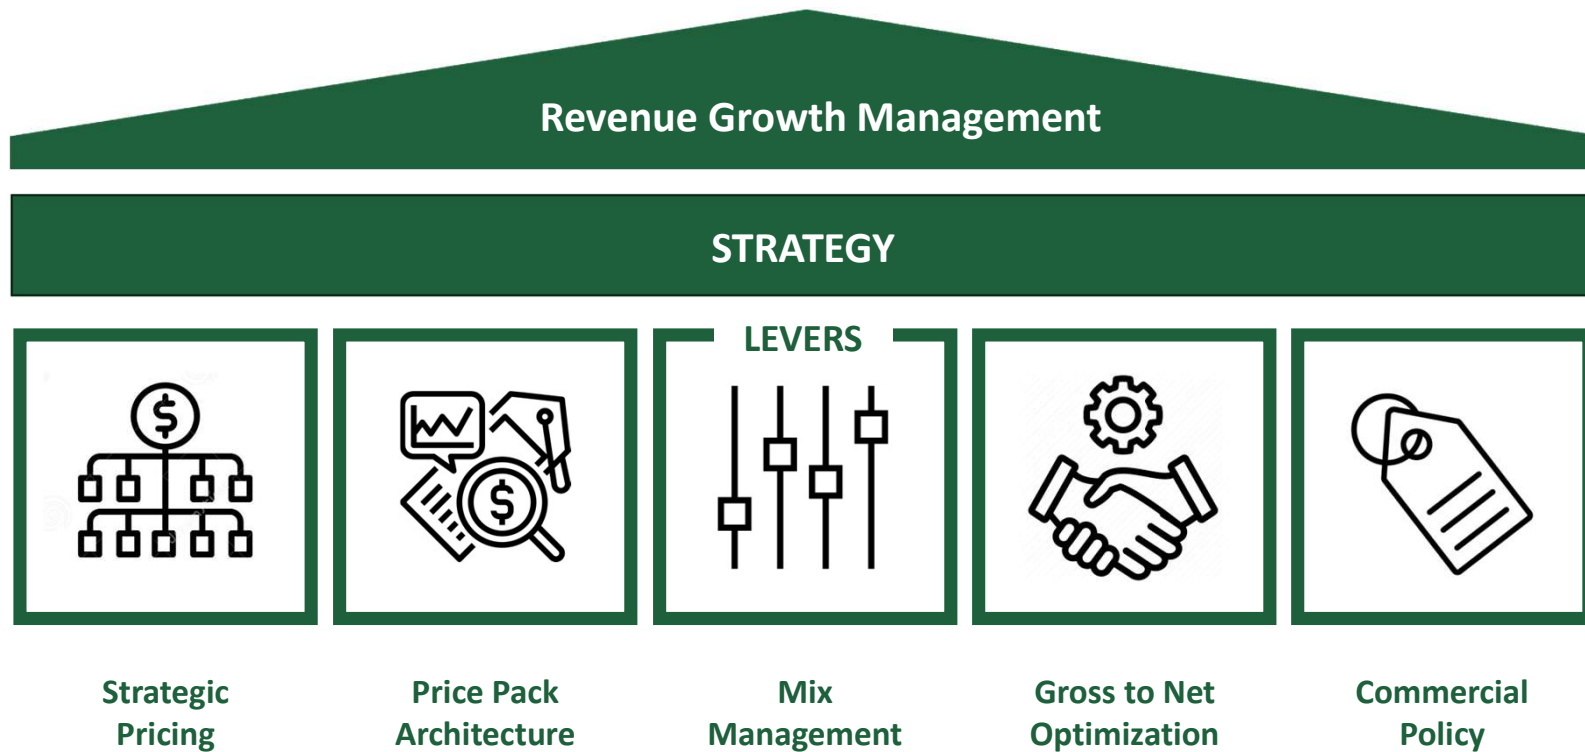 Revenue Growth Management
STRATEGY
LEVERS
$
$
Strategic
Pricing
Price Pack
Architecture
Mix
Management
Gross to Net
Optimization
Commercial
Policy